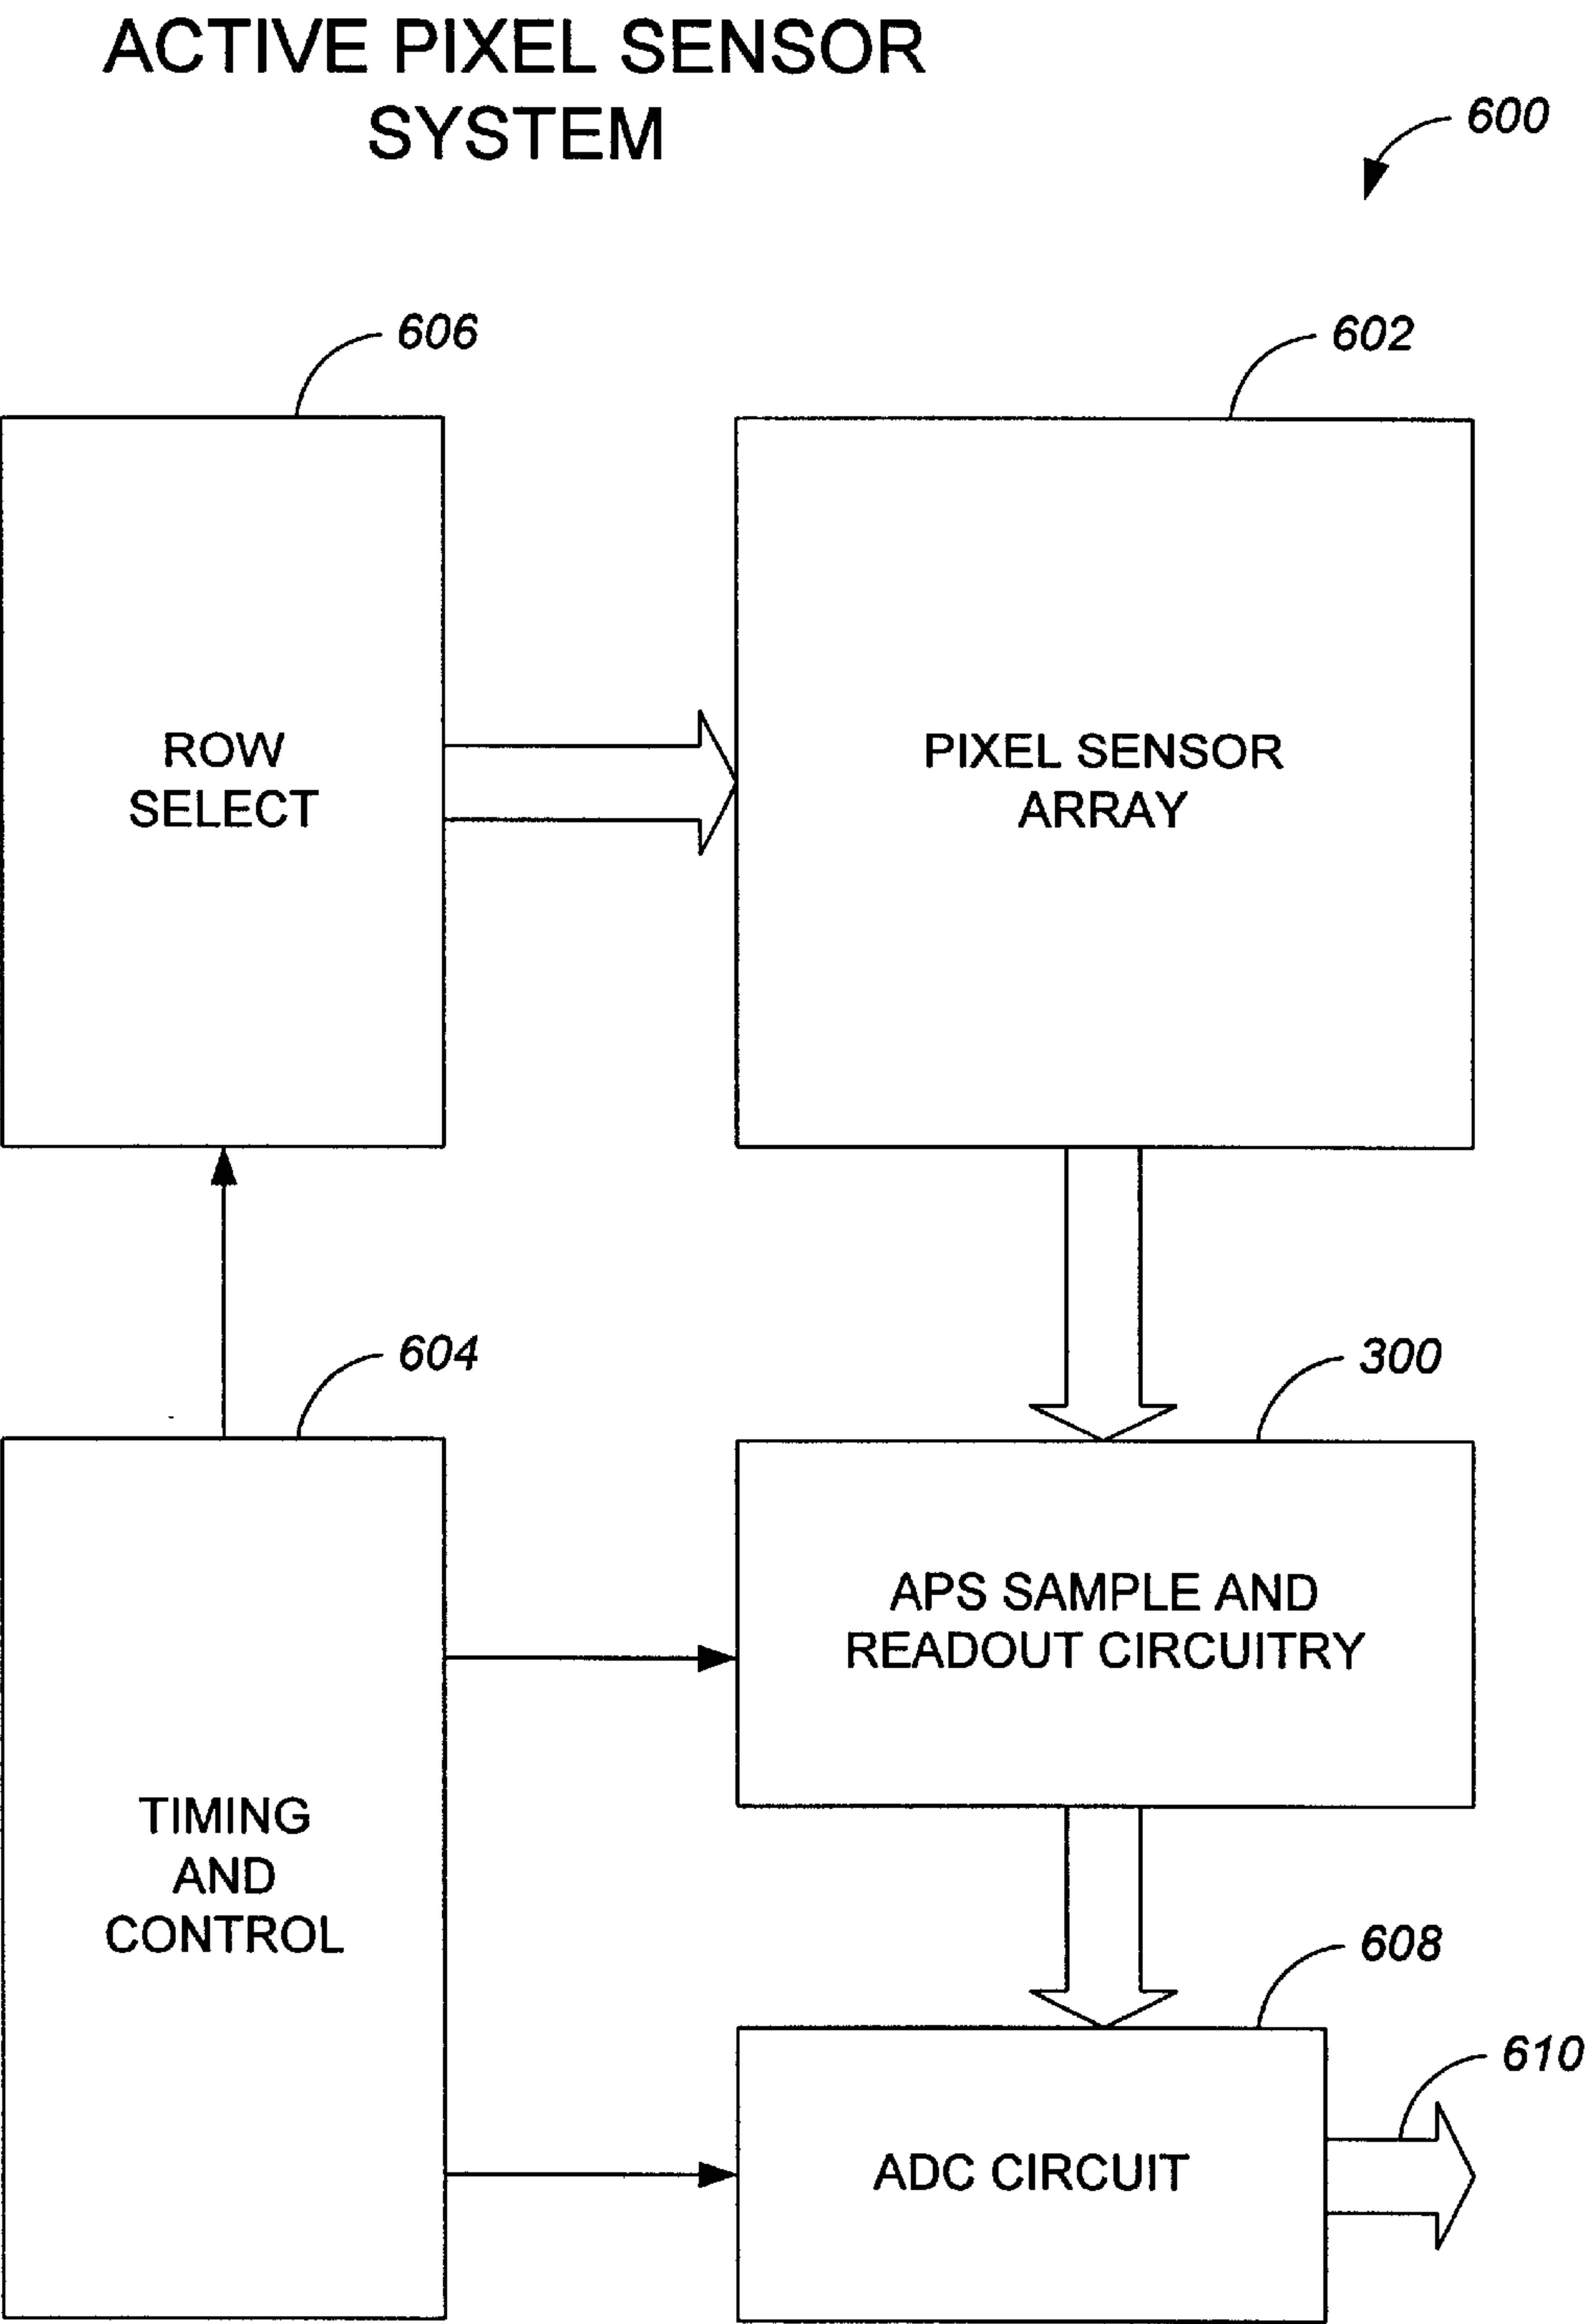 ACTIVE PIXEL SENSOR
SYSTEM
600
606
602
ROW
SELECT
PIXEL SENSOR
ARRAY
604
300
APS SAMPLE AND
READOUT CIRCUITRY
TIMING
AND
CONTROL
608
610
ADC CIRCUIT